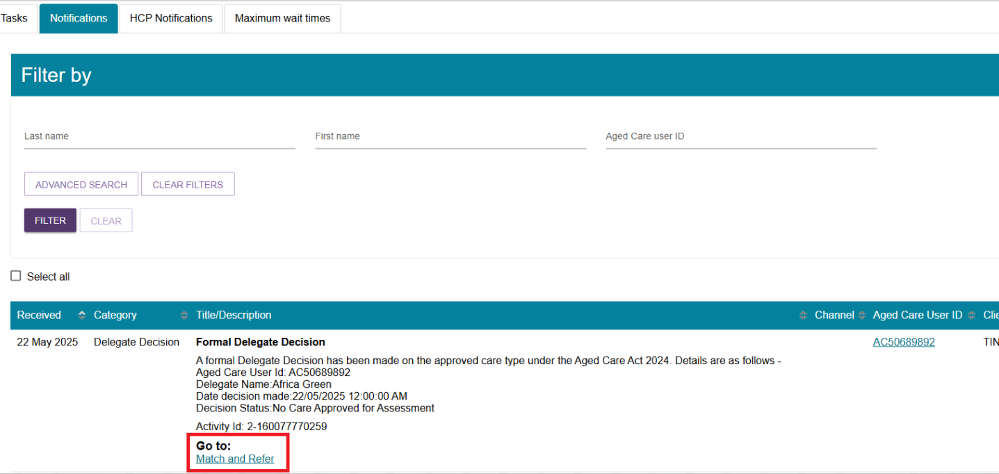 Tasks Notifications HCP Notifications Maximum wait times
Filter by
Last name First name Aged Care user ID
ADVANCED SEARCH CLEAR FILTERS
FILTER CLEAR
Select all
Received Category Title/Description Channel Aged Care User ID Clie
22 May 2025 Delegate Decision Formal Delegate Decision AC50689892 TIN
A formal Delegate Decision has been made on the approved care type under the Aged Care Act 2024. Details are as follows -
Aged Care User Id: AC50689892
Delegate Name:Africa Green
Date decision made:22/05/2025 12:00:00 AM
Decision Status:No Care Approved for Assessment
Activity Id: 2-160077770259
Go to:
Match and Refer